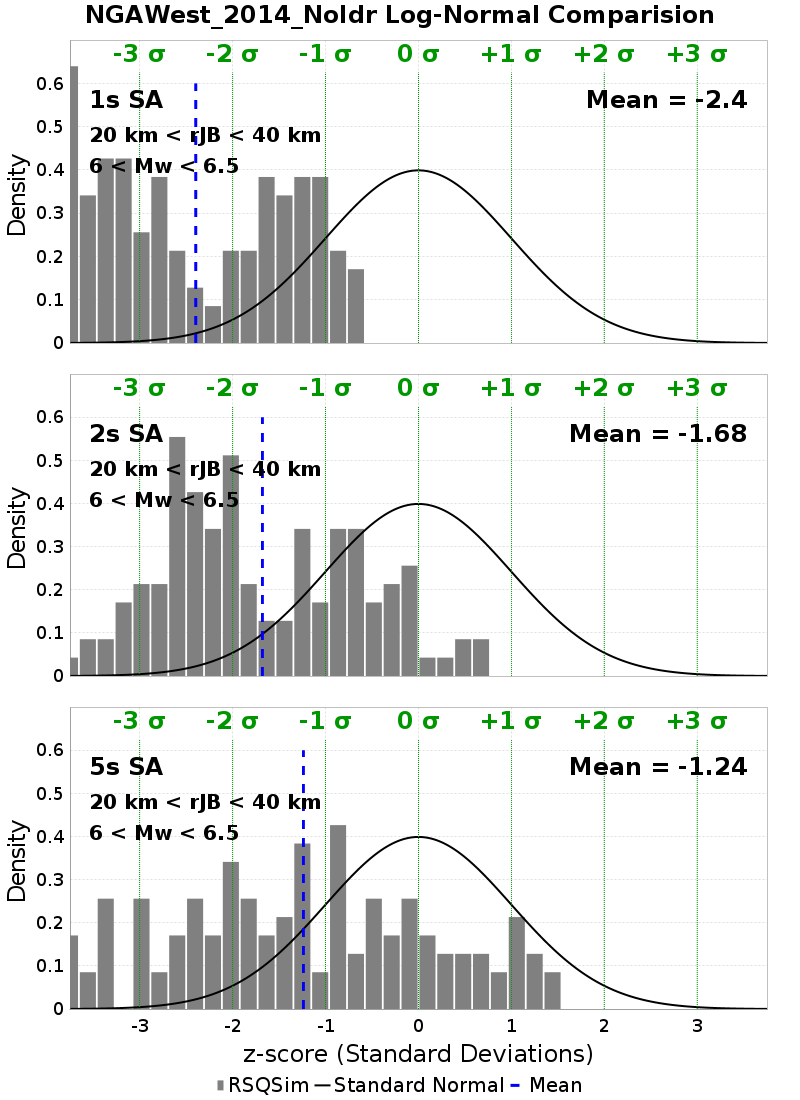 NGAWest_2014_NoIdr Log-Normal Comparision
-3 σ -2 σ -1 σ 0 σ +1 σ +2 σ +3 σ
1s SA
Mean = -2.4
20 km < rJB < 40 km
6 < Mw < 6.5
Density
0.6
0.5
0.4
0.3
0.2
0.1
0
-3 σ -2 σ -1 σ 0 σ +1 σ +2 σ +3 σ
2s SA
Mean = -1.68
20 km < rJB < 40 km
6 < Mw < 6.5
Density
0.6
0.5
0.4
0.3
0.2
0.1
0
-3 σ -2 σ -1 σ 0 σ +1 σ +2 σ +3 σ
5s SA
Mean = -1.24
20 km < rJB < 40 km
6 < Mw < 6.5
Density
0.6
0.5
0.4
0.3
0.2
0.1
0
-3 -2 -1 0 1 2 3
z-score (Standard Deviations)
RSQSim Standard Normal Mean